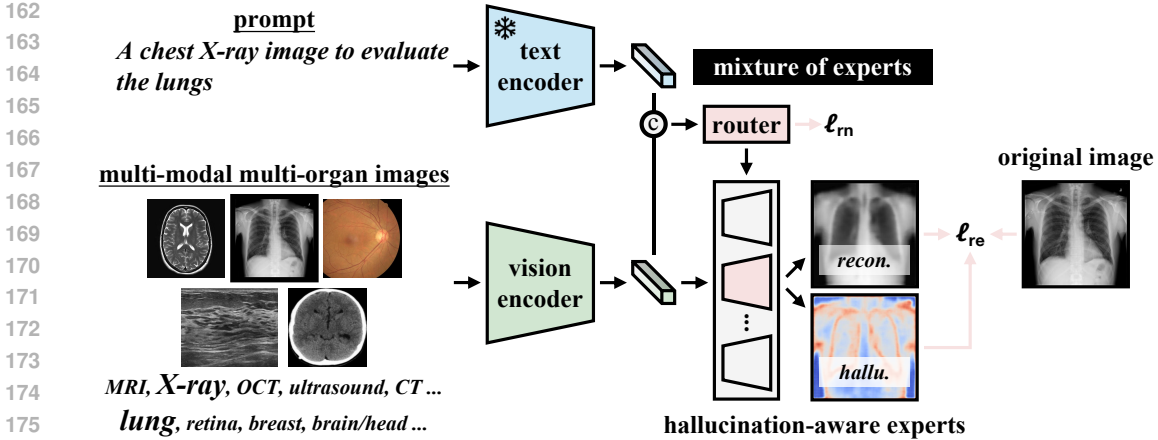 162
163
164
165
166
167
168
169
170
171
172
173
174
175
prompt
A chest X-ray image to evaluate
the lungs
text
encoder
mixture of experts
c
router
ℓrn
multi-modal multi-organ images
original image
vision
encoder
recon.
ℓre
hallu.
...
MRI, X-ray, OCT, ultrasound, CT ...
lung, retina, breast, brain/head ...
hallucination-aware experts